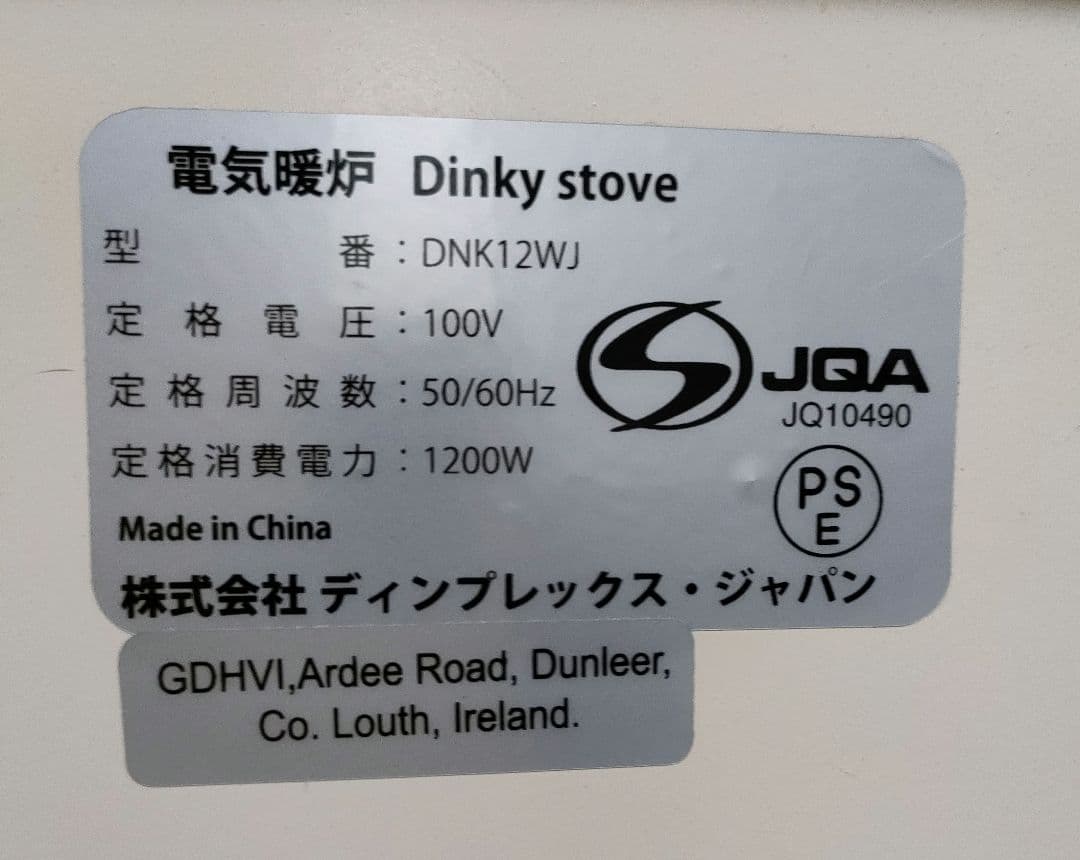 電気暖炉 Dinky stove
型番：DNK12WJ
定格電圧：100V
定格周波数：50/60Hz
定格消費電力：1200W
JQA
JQ10490
PS
E
Made in China
株式会社 ディンプレックス・ジャパン
GDHVI,Ardee Road, Dunleer,
Co. Louth, Ireland.